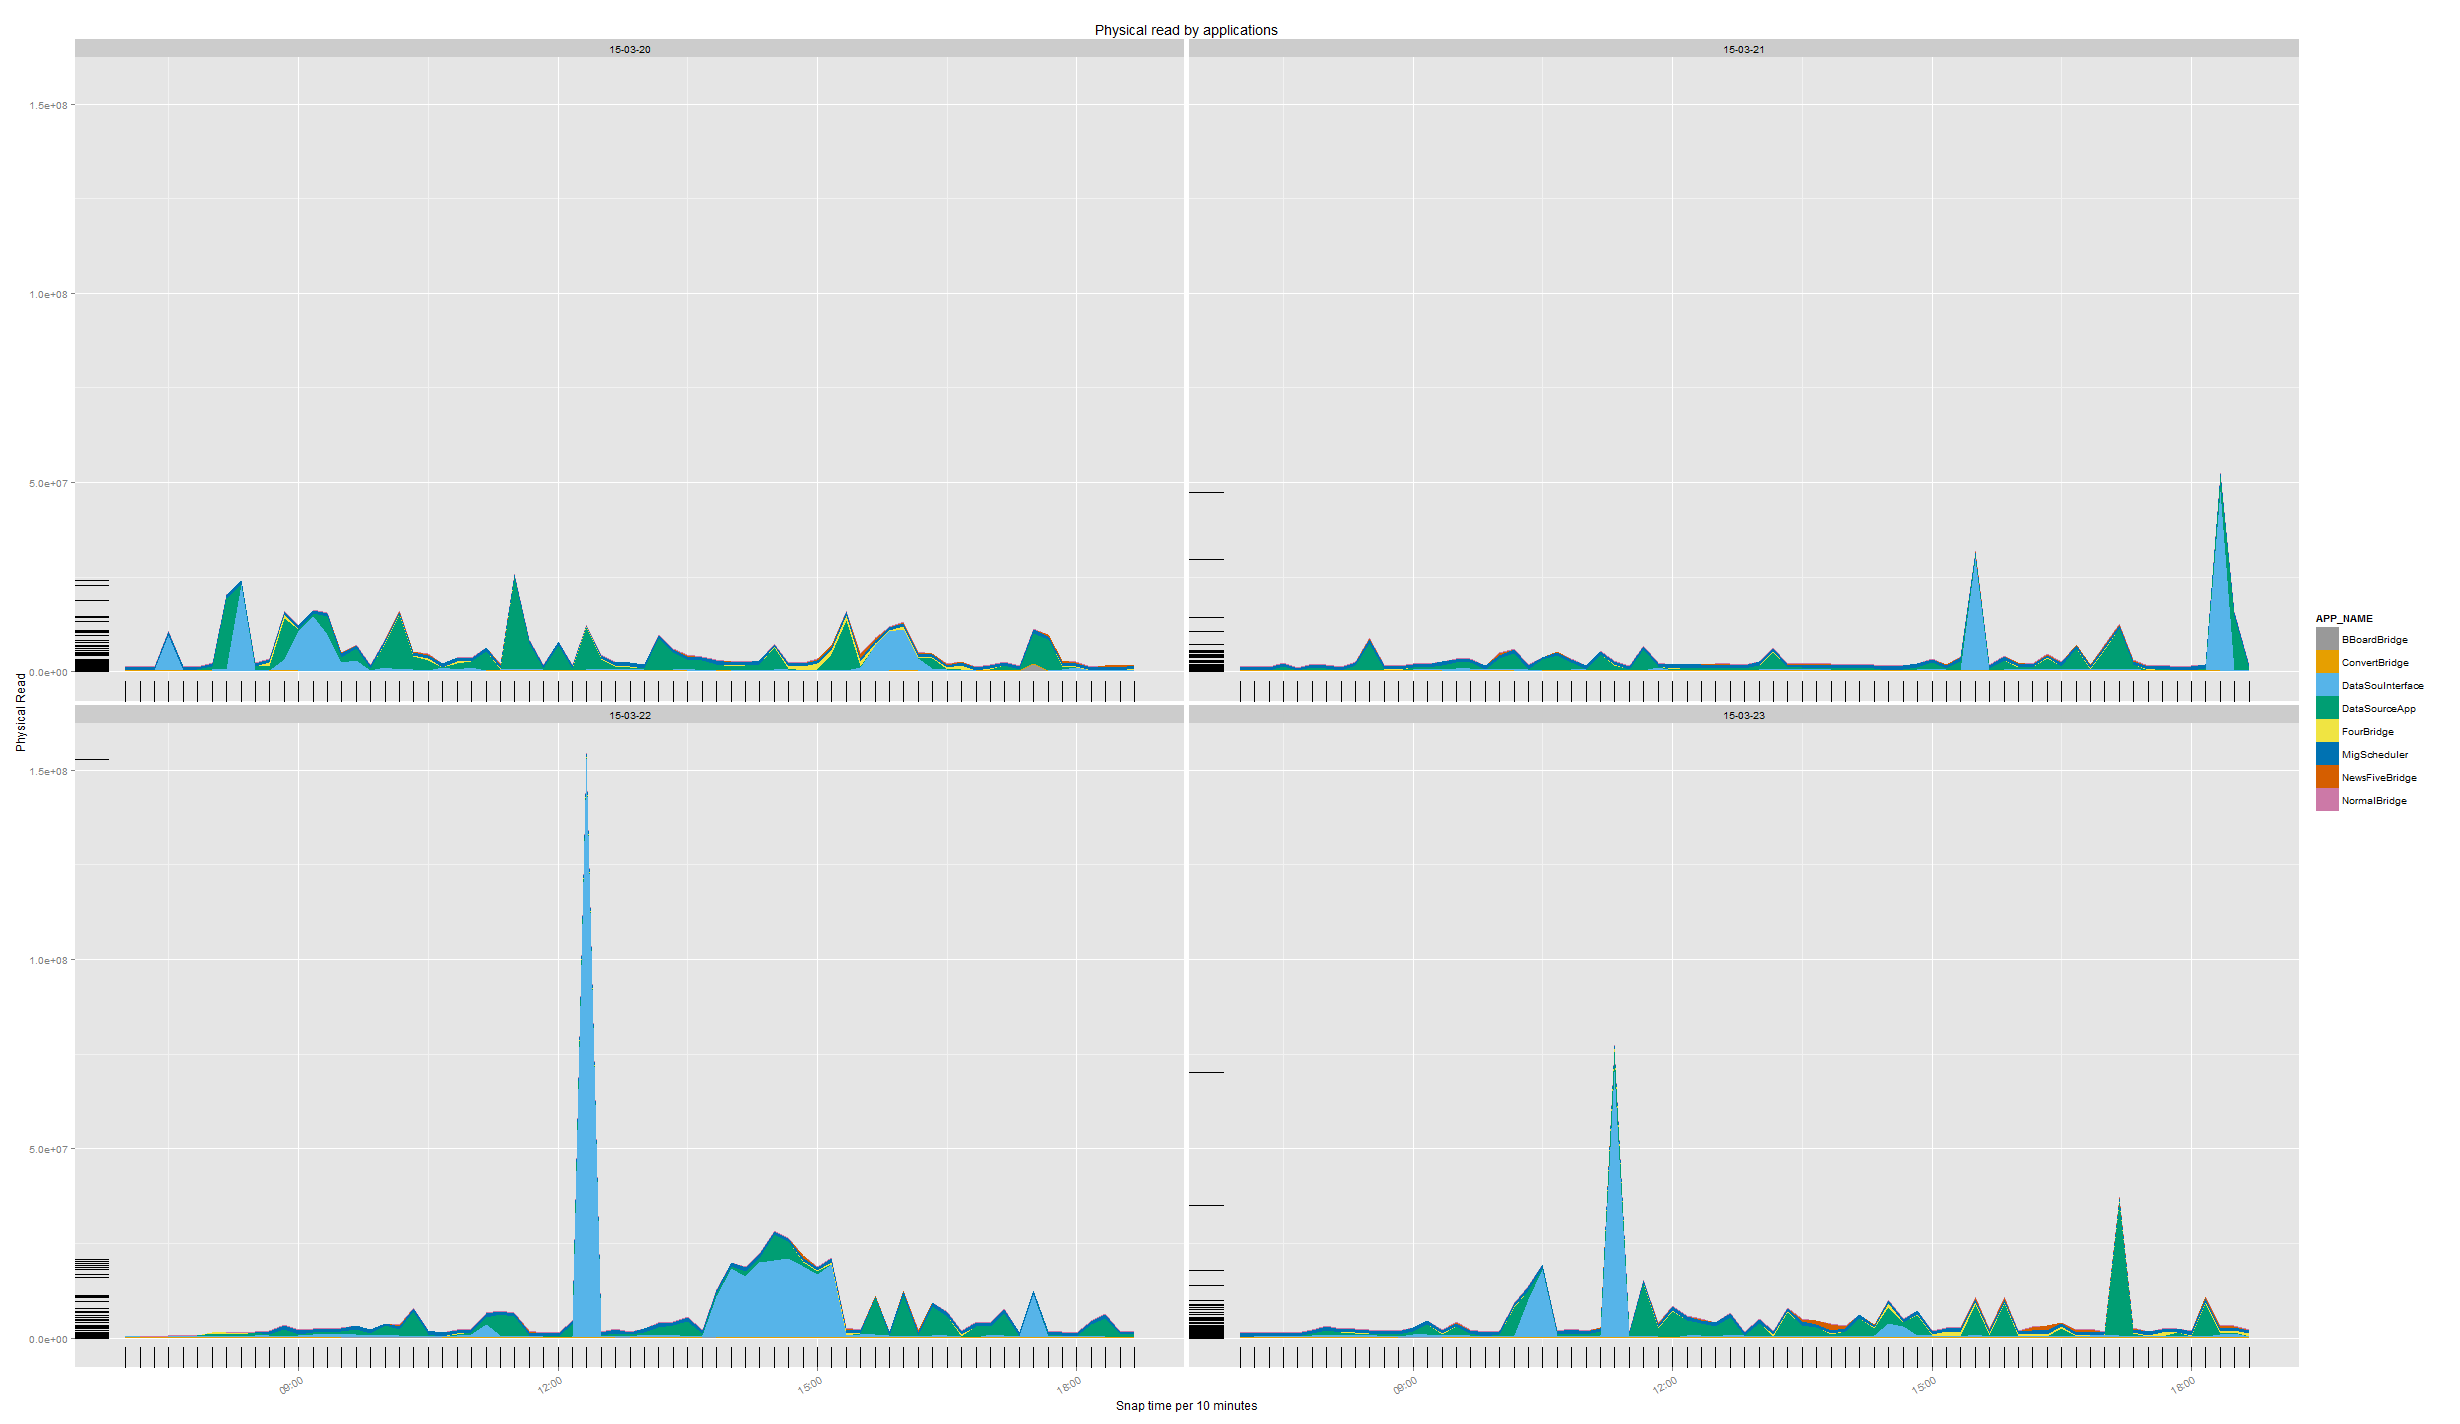 Physical read by applications
15-03-20
15-03-21
1.5e+08
1.0e+08
5.0e+07
0.0e+00
15-03-22
15-03-23
1.5e+08
1.0e+08
5.0e+07
0.0e+00
Physical Read
09:00
12:00
15:00
18:00
09:00
12:00
15:00
18:00
Snap time per 10 minutes
APP_NAME
BBoardBridge
ConvertBridge
DataSouInterface
DataSourceApp
FourBridge
MigScheduler
NewsFiveBridge
NormalBridge